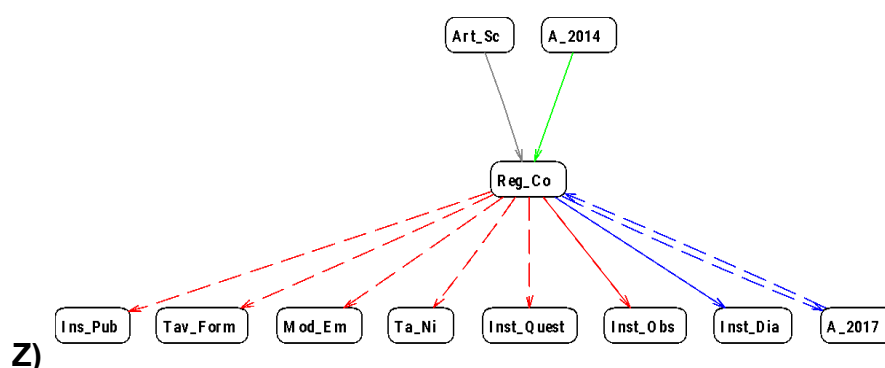 Art_Sc A_2014
Reg_Co
Ins_Pub Tav_Form Mod_Em Ta_Ni Inst_Quest Inst_Obs Inst_Dia A_2017
Z)